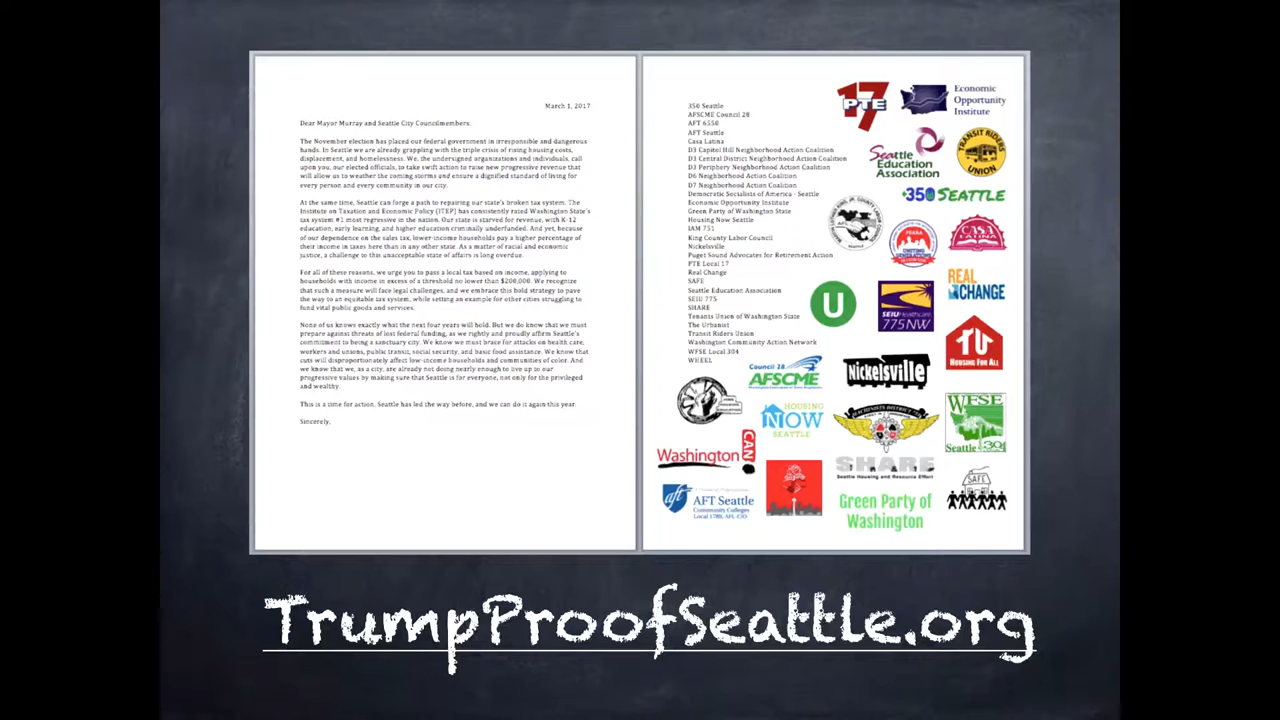 March 1, 2017
Dear Mayor Murray and Seattle City Councilmembers:
The November election has placed our federal government in irresponsible and dangerous
hands. In Seattle we are already grappling with the triple crisis of rising housing costs,
displacement, and homelessness. We, the undersigned organizations and individuals, call
upon you, our elected officials, to take swift action to raise new progressive revenue that
will allow us to weather the coming storms and ensure a dignified standard of living for
every person and every community in our city.
At the same time, Seattle can forge a path to repairing our state's broken tax system. The
Institute on Taxation and Economic Policy (ITEP) has consistently rated Washington State's
tax system #1 most regressive in the nation. Our state is starved for revenue, with K-12
education, early learning, and higher education criminally underfunded. And yet, because
of our dependence on the sales tax, lower-income households pay a higher percentage of
their income in taxes here than in any other state. As a matter of racial and economic
justice, a challenge to this unacceptable state of affairs is long overdue.
For all of these reasons, we urge you to pass a local tax based on income, applying to
households with income in excess of a threshold no lower than $200,000. We recognize
that such a measure will face legal challenges, and we embrace this bold strategy to pave
the way to an equitable tax system, while setting an example for other cities struggling to
fund vital public goods and services.
None of us knows exactly what the next four years will hold. But we do know that we must
prepare against threats of lost federal funding, as we rightly and proudly affirm Seattle's
commitment to being a sanctuary city. We know we must brace for attacks on health care,
workers and unions, public transit, social security, and basic food assistance. We know that
cuts will disproportionately affect low-income households and communities of color. And
we know that we, as a city, are already not doing nearly enough to live up to our
progressive values by making sure that Seattle is for everyone, not only for the privileged
and wealthy.
This is a time for action. Seattle has led the way before, and we can do it again this year.
Sincerely,
350 Seattle
AFSCME Council 28
AFT 6550
AFT Seattle
Casa Latina
D3 Capitol Hill Neighborhood Action Coalition
D3 Central District Neighborhood Action Coalition
D3 Periphery Neighborhood Action Coalition
D6 Neighborhood Action Coalition
D7 Neighborhood Action Coalition
Democratic Socialists of America - Seattle
Economic Opportunity Institute
Green Party of Washington State
Housing Now Seattle
IAM 751
King County Labor Council
Nickelsville
Puget Sound Advocates for Retirement Action
PTE Local 17
Real Change
SAFE
Seattle Education Association
SEIU 775
SHARE
Tenants Union of Washington State
The Urbanist
Transit Riders Union
Washington Community Action Network
WFSE Local 304
WHEEL
17
PTE
Economic
Opportunity
Institute
Seattle
Education
Association
TRANSIT RIDERS
UNION
350 SEATTLE
CASA
LATINA
REAL
CHANGE
U
SEIU Healthcare
775NW
TU
HOUSING FOR ALL
Council 28
AFSCME
NICKELSVILLE
HOUSING
NOW
SEATTLE
WFSE
Seattle 304
Washington
CAN!
SHARE
Seattle Housing and Resource Effort
SAFE
aft
AFT Seattle
Community Colleges
Local 1789, AFL-CIO
Green Party of
Washington
TrumpProofSeattle.org